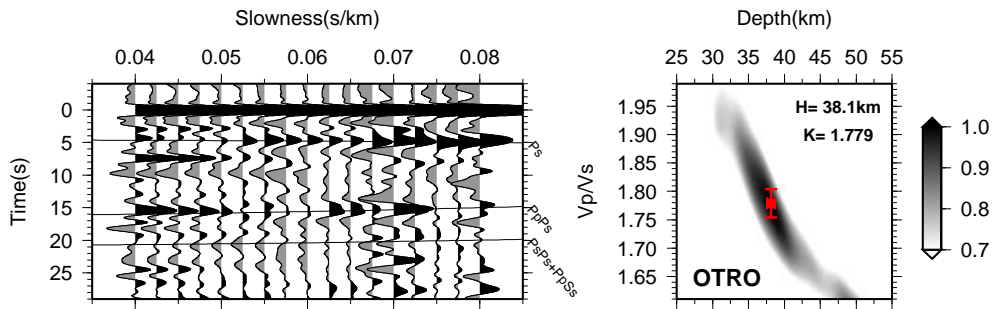 Slowness(s/km)
0.04 0.05 0.06 0.07 0.08
Time(s)
0
5
10
15
20
25
Ps
PpPs
PsPs+PpSs
Depth(km)
25 30 35 40 45 50 55
Vp/Vs
1.95
1.90
1.85
1.80
1.75
1.70
1.65
H= 38.1km
K= 1.779
OTRO
1.0
0.9
0.8
0.7